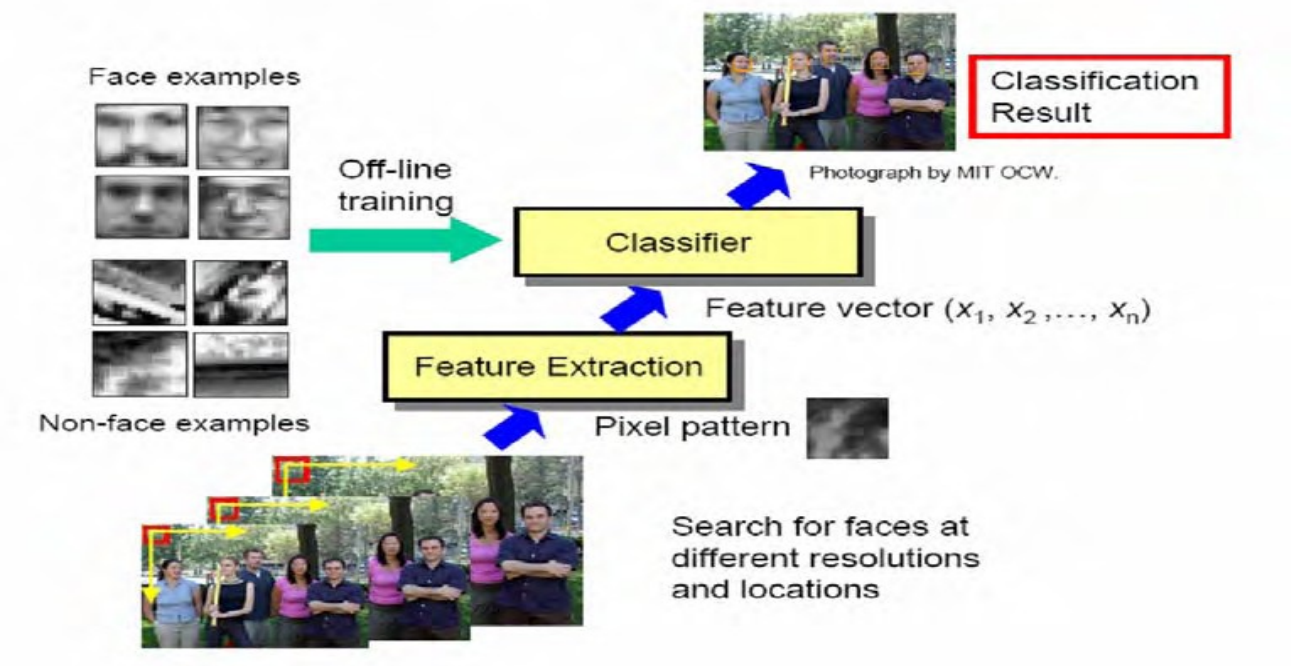 Face examples
Off-line
training
Non-face examples
Classification
Result
Photograph by MIT OCW.
Classifier
Feature vector (x₁, x₂ ,…, xₙ)
Feature Extraction
Pixel pattern
Search for faces at
different resolutions
and locations